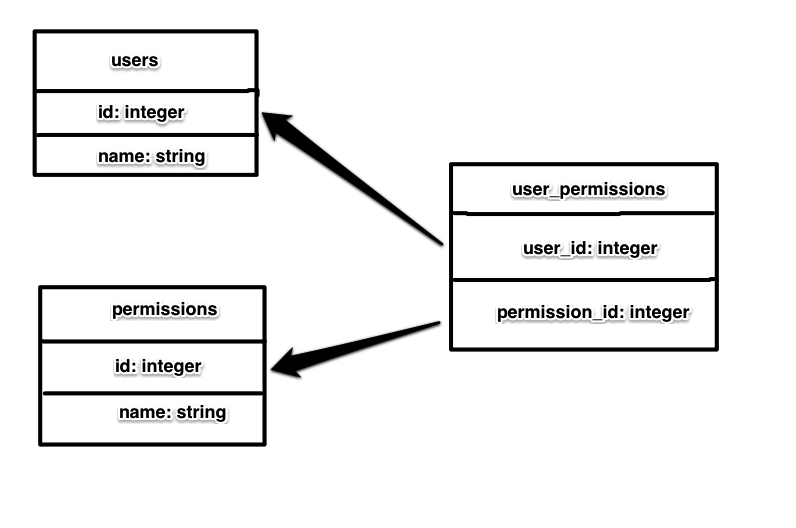 users
id: integer
name: string
permissions
id: integer
name: string
user_permissions
user_id: integer
permission_id: integer